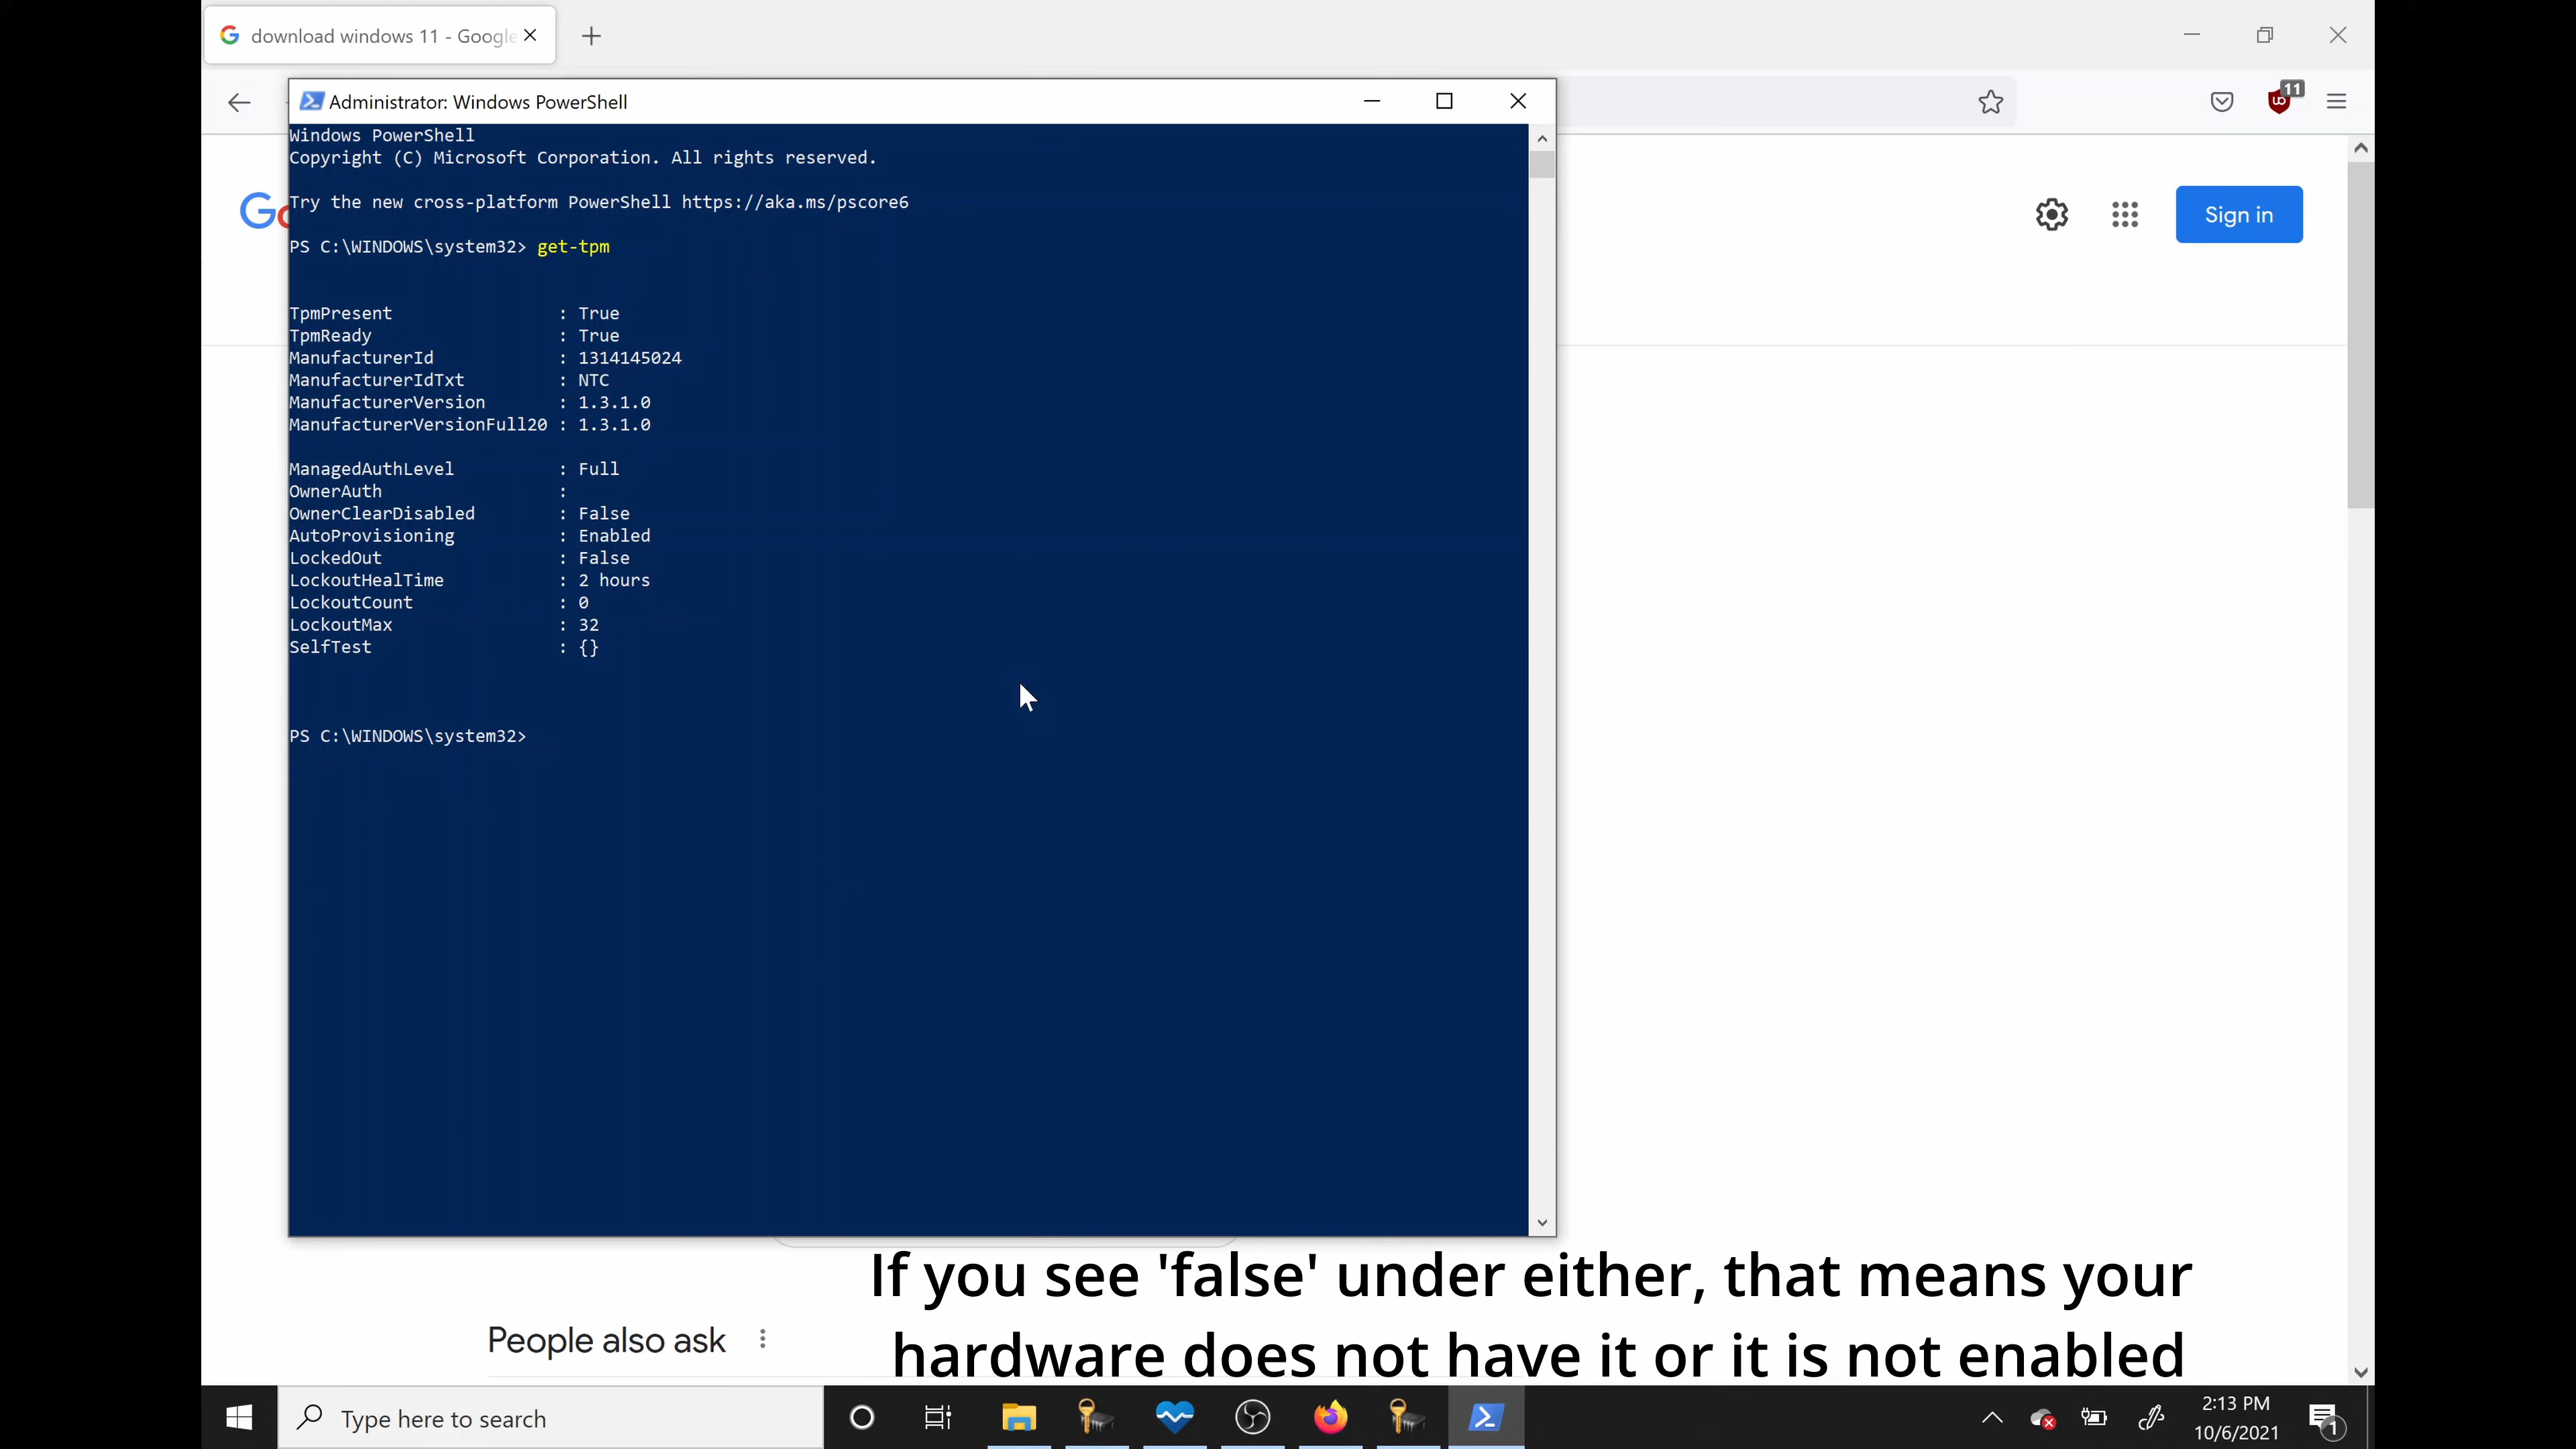 download windows 11 - Google
11
Administrator: Windows PowerShell
Windows PowerShell
Copyright (C) Microsoft Corporation. All rights reserved.
Try the new cross-platform PowerShell https://aka.ms/pscore6
Go
Sign in
PS C:\WINDOWS\system32> get-tpm
TpmPresent : True
TpmReady : True
ManufacturerId : 1314145024
ManufacturerIdTxt : NTC
ManufacturerVersion : 1.3.1.0
ManufacturerVersionFull20 : 1.3.1.0
ManagedAuthLevel : Full
OwnerAuth :
OwnerClearDisabled : False
AutoProvisioning : Enabled
LockedOut : False
LockoutHealTime : 2 hours
LockoutCount : 0
LockoutMax : 32
SelfTest : {}
PS C:\WINDOWS\system32>
If you see 'false' under either, that means your
hardware does not have it or it is not enabled
People also ask
Type here to search
2:13 PM
10/6/2021
1